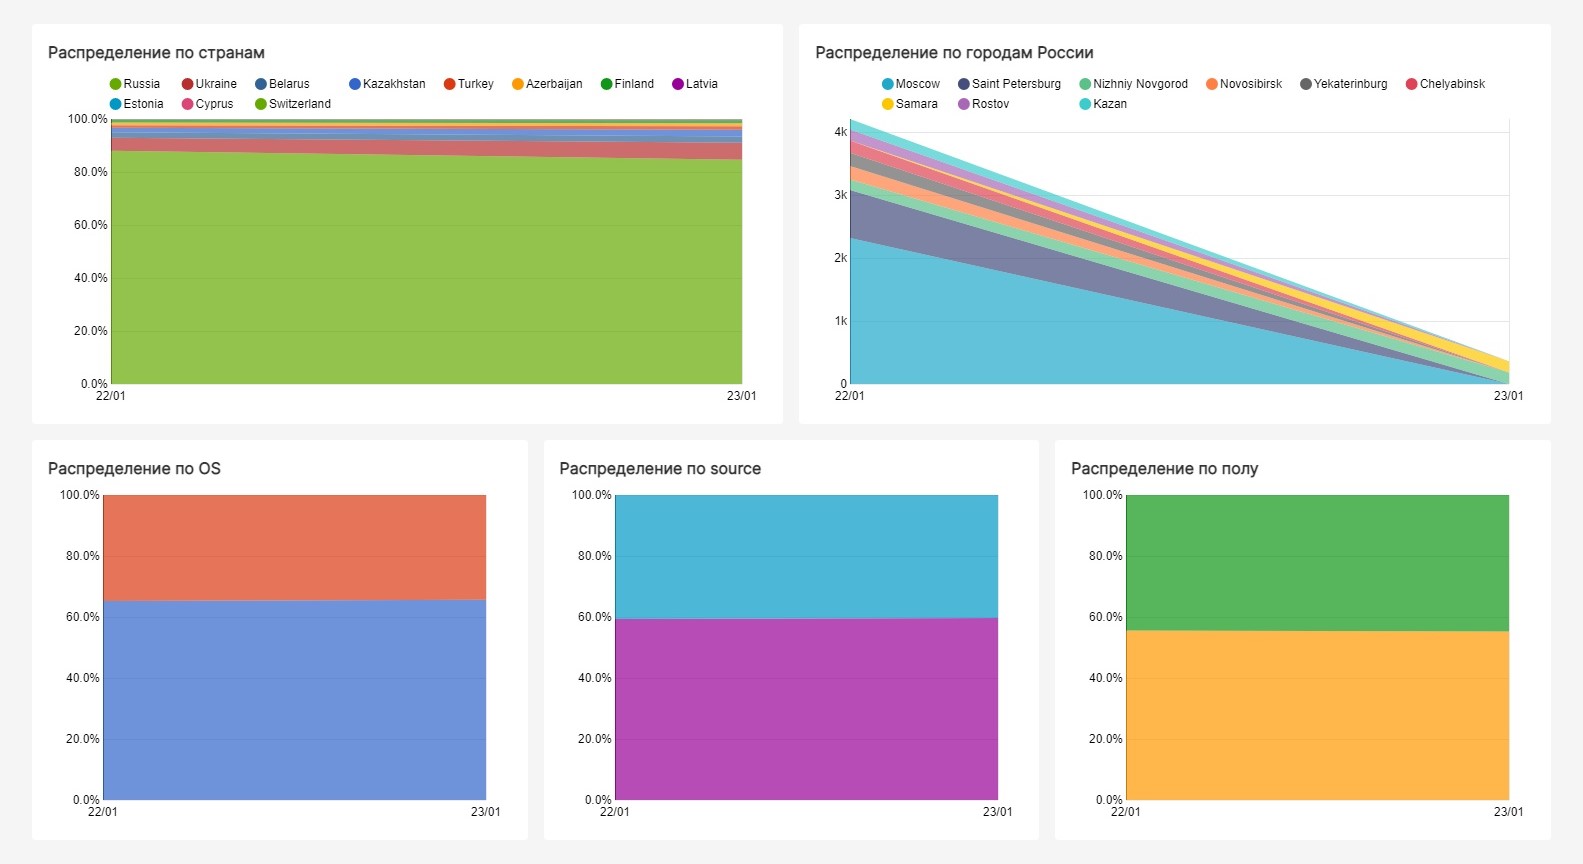 Распределение по странам
Russia Ukraine Belarus Kazakhstan Turkey Azerbaijan Finland Latvia
Estonia Cyprus Switzerland
100.0%
80.0%
60.0%
40.0%
20.0%
0.0%
22/01 23/01
Распределение по городам России
Moscow Saint Petersburg Nizhniy Novgorod Novosibirsk Yekaterinburg Chelyabinsk
Samara Rostov Kazan
4k
3k
2k
1k
0
22/01 23/01
Распределение по OS
100.0%
80.0%
60.0%
40.0%
20.0%
0.0%
22/01 23/01
Распределение по source
100.0%
80.0%
60.0%
40.0%
20.0%
0.0%
22/01 23/01
Распределение по полу
100.0%
80.0%
60.0%
40.0%
20.0%
0.0%
22/01 23/01